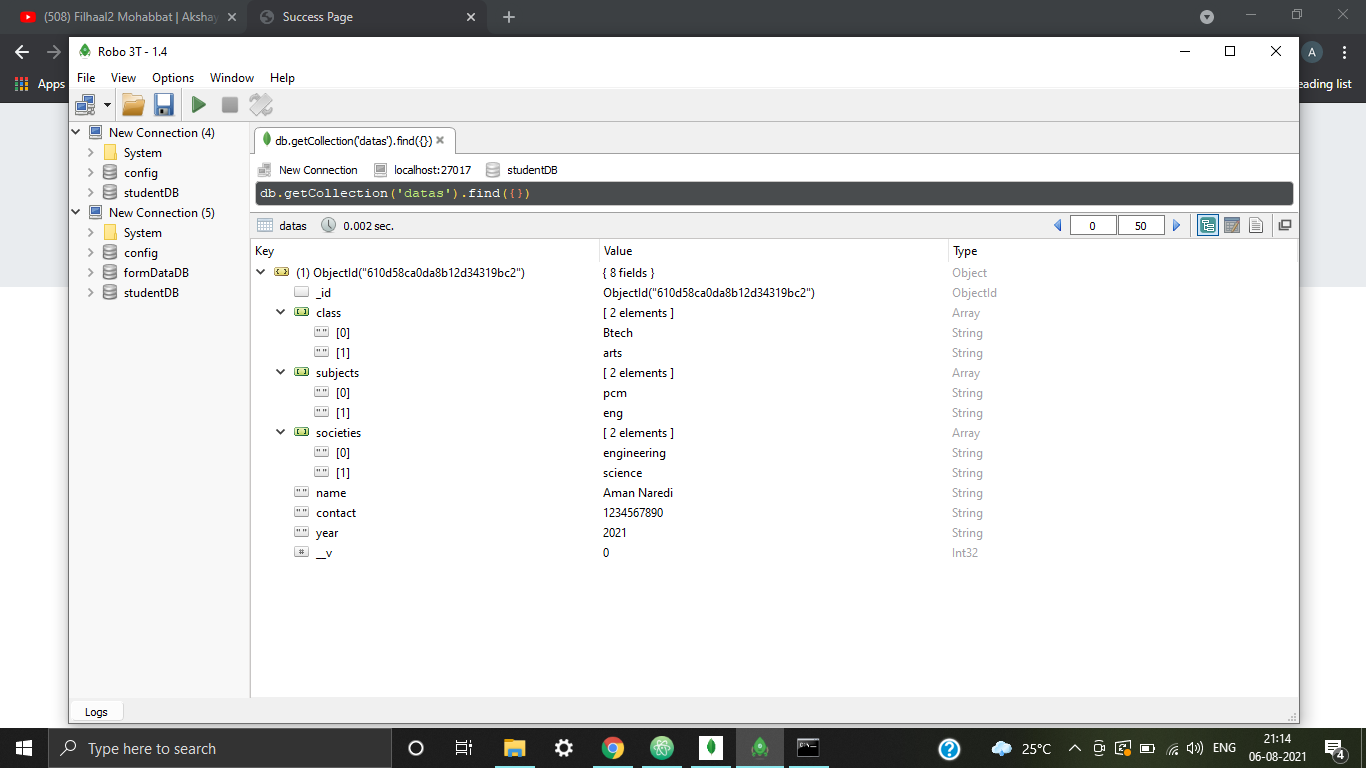 (508) Filhaal2 Mohabbat | Akshay
Success Page
Robo 3T - 1.4
A
Apps
eading list
File View Options Window Help
New Connection (4)
System
config
studentDB
New Connection (5)
System
config
formDataDB
studentDB
db.getCollection('datas').find({})
New Connection localhost:27017 studentDB
db.getCollection('datas').find({})
datas 0.002 sec. 0 50
Key Value Type
(1) ObjectId("610d58ca0da8b12d34319bc2") { 8 fields } Object
_id ObjectId("610d58ca0da8b12d34319bc2") ObjectId
class [ 2 elements ] Array
[0] Btech String
[1] arts String
subjects [ 2 elements ] Array
[0] pcm String
[1] eng String
societies [ 2 elements ] Array
[0] engineering String
[1] science String
name Aman Naredi String
contact 1234567890 String
year 2021 String
__v 0 Int32
Logs
Type here to search
25°C
ENG
21:14
06-08-2021
4